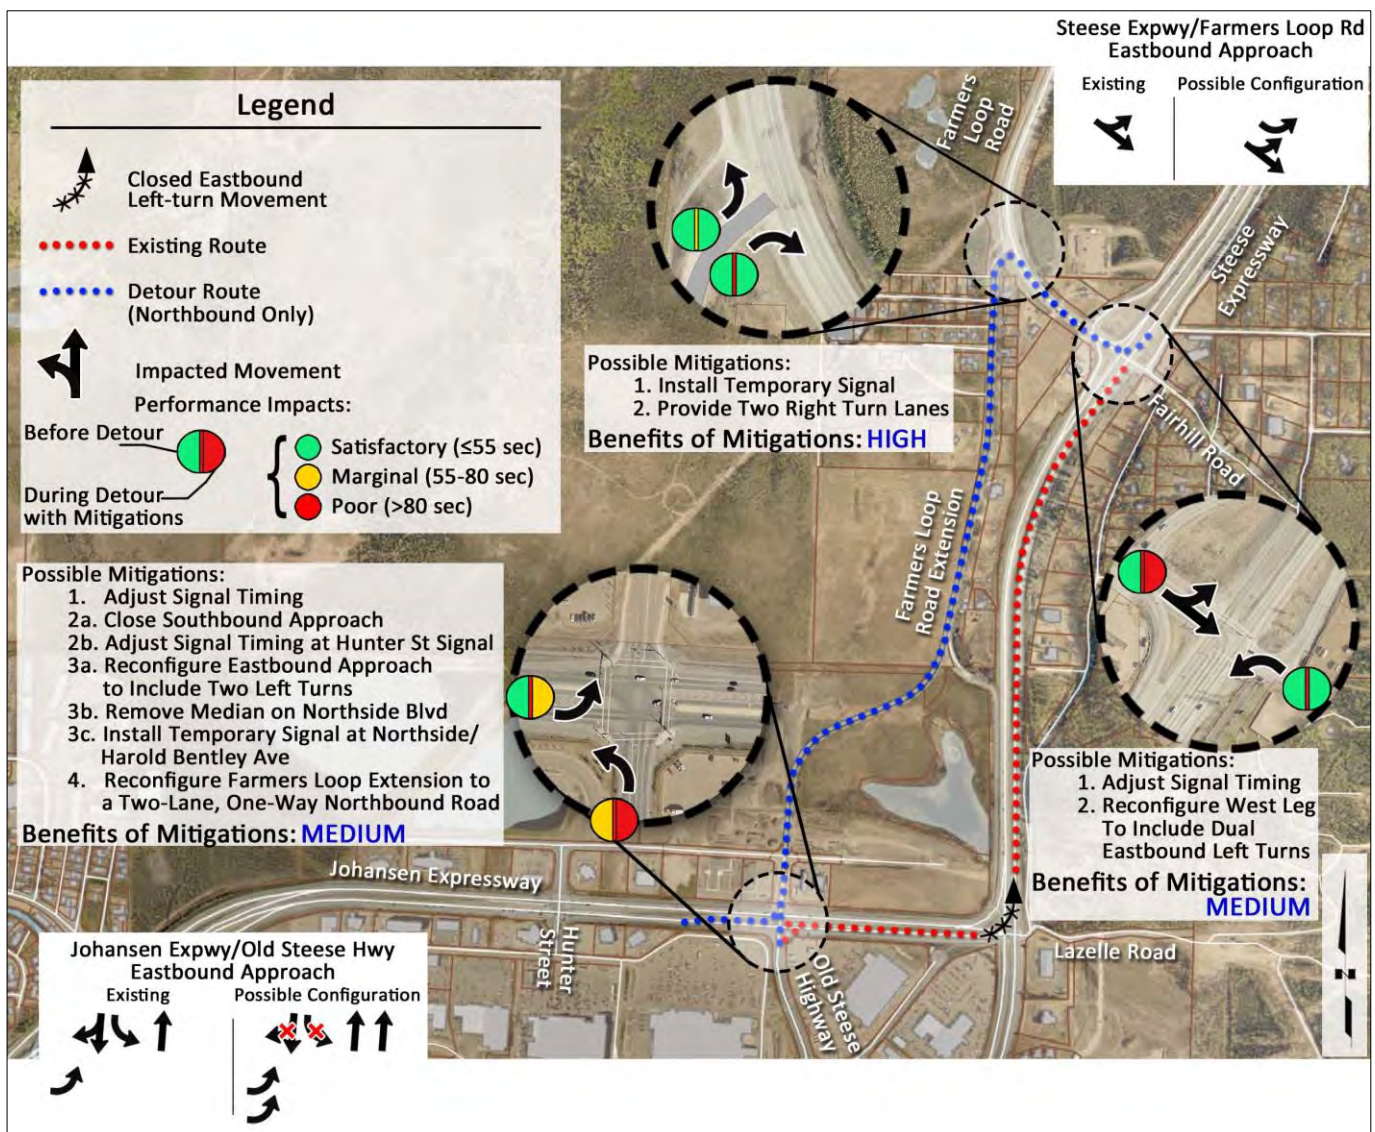 Steese Expwy/Farmers Loop Rd
Eastbound Approach
Existing
Possible Configuration
Legend
Closed Eastbound
Left-turn Movement
Existing Route
Detour Route
(Northbound Only)
Impacted Movement
Performance Impacts:
Before Detour
During Detour
with Mitigations
Satisfactory (≤55 sec)
Marginal (55-80 sec)
Poor (>80 sec)
Farmers
Loop
Road
Steese
Expressway
Possible Mitigations:
1. Install Temporary Signal
2. Provide Two Right Turn Lanes
Benefits of Mitigations: HIGH
Fairhill Road
Farmers Loop
Road Extension
Possible Mitigations:
1. Adjust Signal Timing
2a. Close Southbound Approach
2b. Adjust Signal Timing at Hunter St Signal
3a. Reconfigure Eastbound Approach
to Include Two Left Turns
3b. Remove Median on Northside Blvd
3c. Install Temporary Signal at Northside/
Harold Bentley Ave
4. Reconfigure Farmers Loop Extension to
a Two-Lane, One-Way Northbound Road
Benefits of Mitigations: MEDIUM
Possible Mitigations:
1. Adjust Signal Timing
2. Reconfigure West Leg
To Include Dual
Eastbound Left Turns
Benefits of Mitigations:
MEDIUM
Johansen Expressway
Hunter
Street
Old Steese
Highway
Lazelle Road
N
Johansen Expwy/Old Steese Hwy
Eastbound Approach
Existing
Possible Configuration